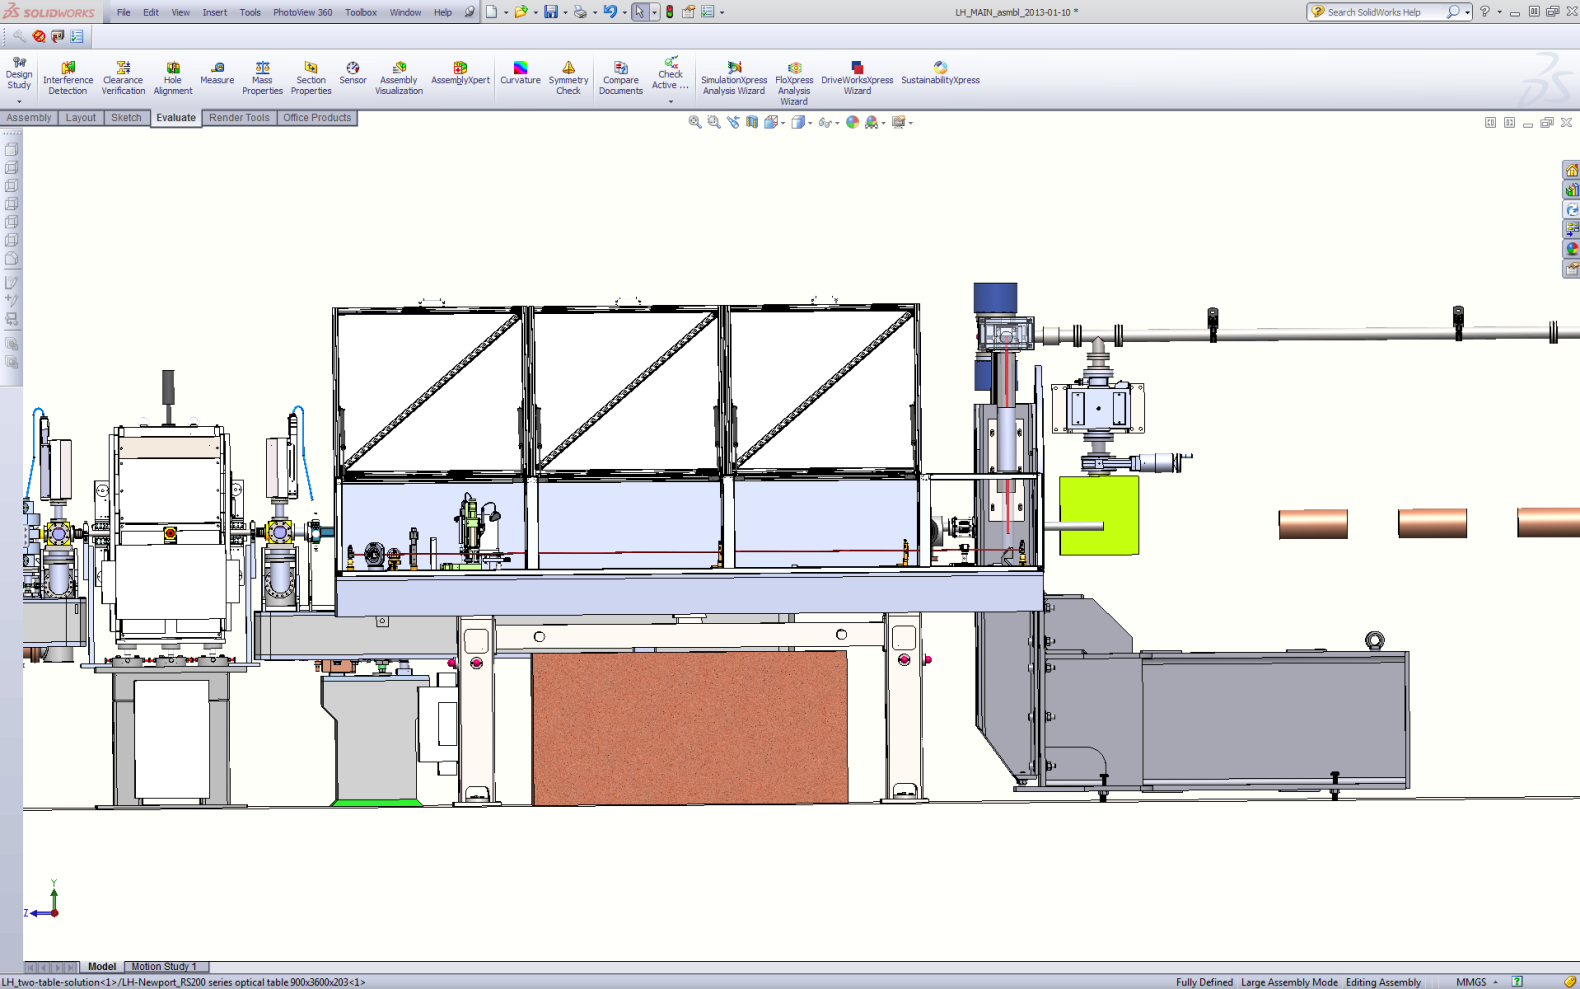 SOLIDWORKS File Edit View Insert Tools PhotoView 360 Toolbox Window Help LH_MAIN_asmbl_2013-01-10 * Search SolidWorks Help
Design Study
Interference Detection
Clearance Verification
Hole Alignment
Measure
Mass Properties
Section Properties
Sensor
Assembly Visualization
AssemblyXpert
Curvature
Symmetry Check
Compare Documents
Check Active ...
SimulationXpress Analysis Wizard
FloXpress Analysis Wizard
DriveWorksXpress Wizard
SustainabilityXpress
Assembly Layout Sketch Evaluate Render Tools Office Products
Y
Z
Model Motion Study 1
LH_two-table-solution<1>/LH-Newport_RS200 series optical table 900x3600x203<1> Fully Defined Large Assembly Mode Editing Assembly MMGS